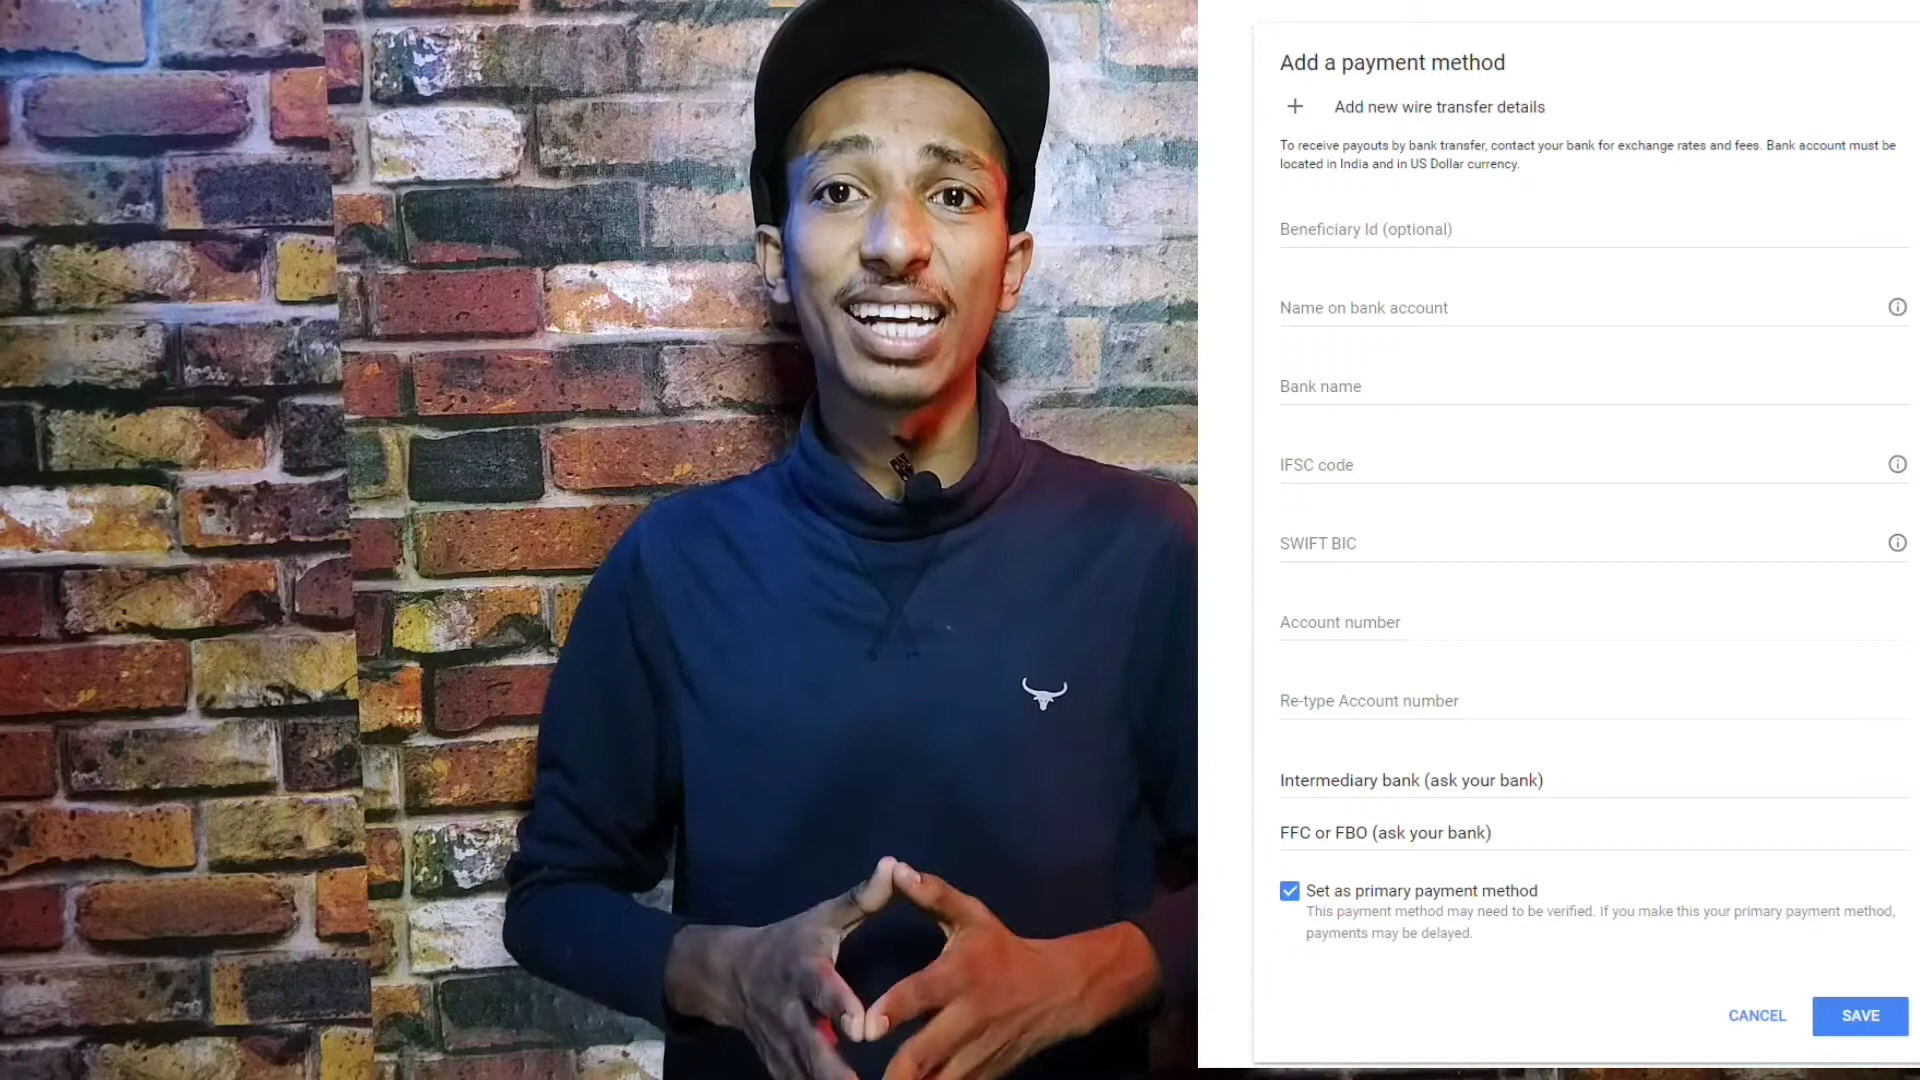 Add a payment method
Add new wire transfer details
To receive payouts by bank transfer, contact your bank for exchange rates and fees. Bank account must be
located in India and in US Dollar currency.
Beneficiary Id (optional)
Name on bank account
Bank name
IFSC code
SWIFT BIC
Account number
Re-type Account number
Intermediary bank (ask your bank)
FFC or FBO (ask your bank)
Set as primary payment method
This payment method may need to be verified. If you make this your primary payment method,
payments may be delayed.
CANCEL SAVE